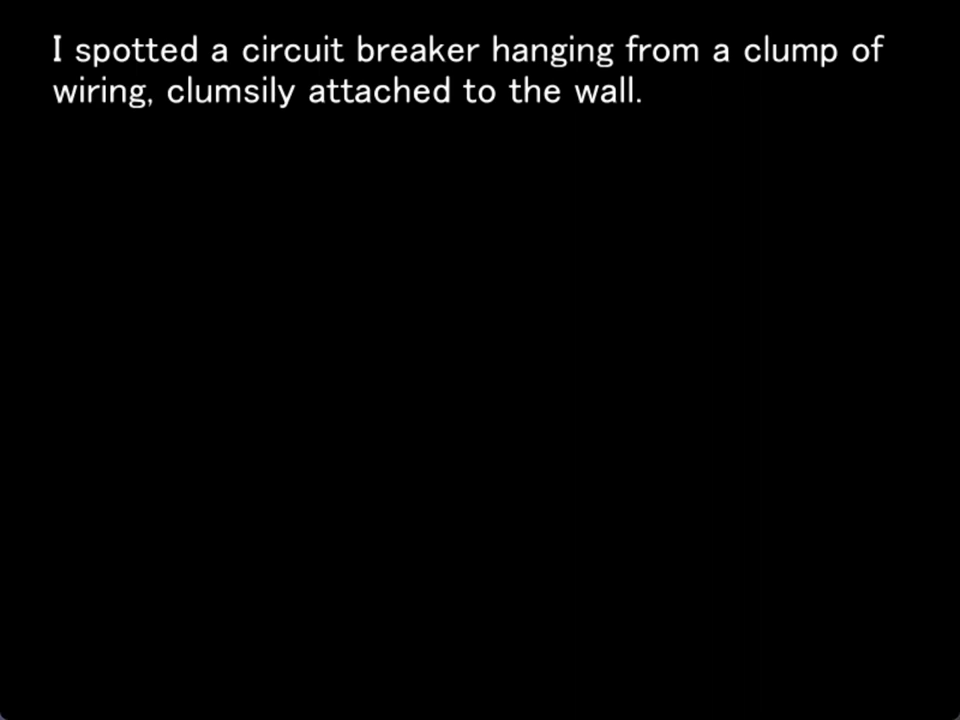 I spotted a circuit breaker hanging from a clump of
wiring, clumsily attached to the wall.